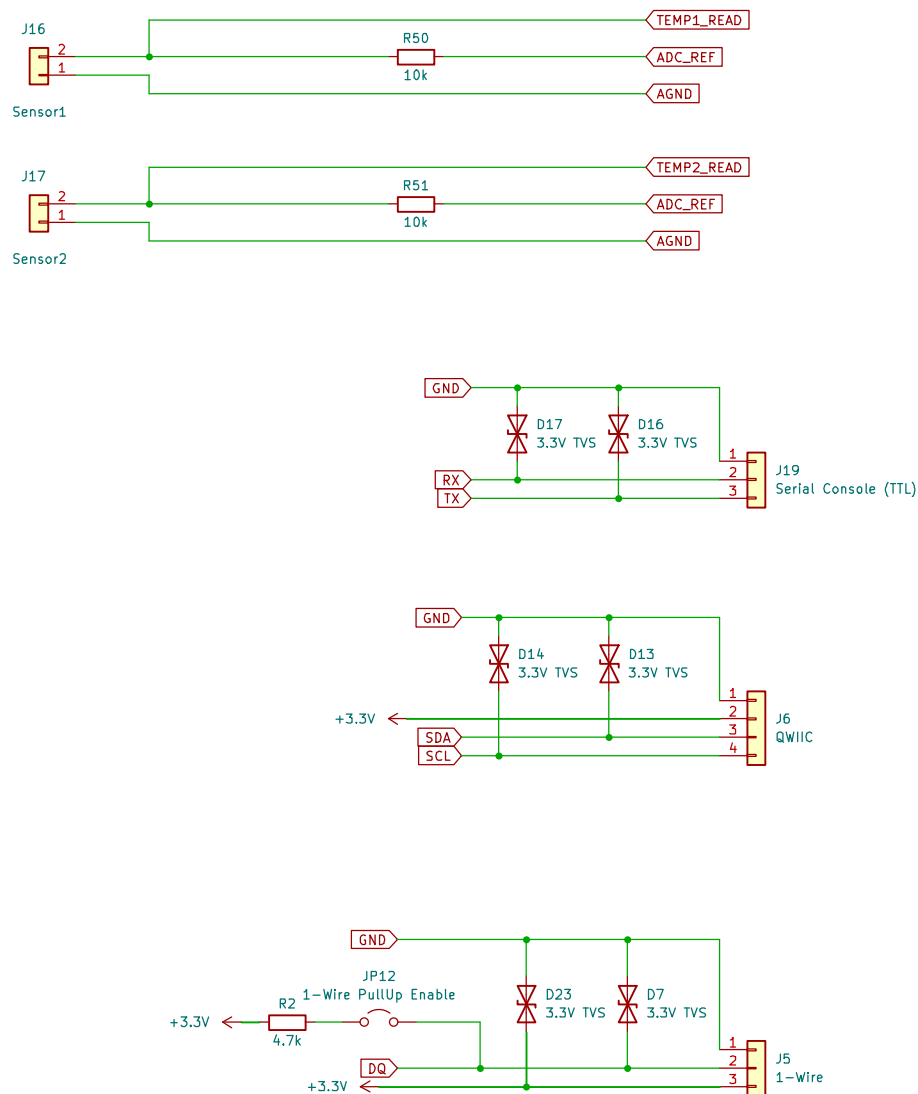 J16
2
1
Sensor1
R50
10k
TEMP1_READ
ADC_REF
AGND
J17
2
1
Sensor2
R51
10k
TEMP2_READ
ADC_REF
AGND
GND
D17
3.3V TVS
D16
3.3V TVS
RX
TX
1
2
3
J19
Serial Console (TTL)
GND
D14
3.3V TVS
D13
3.3V TVS
+3.3V
SDA
SCL
1
2
3
4
J6
QWIIC
GND
JP12
1-Wire PullUp Enable
R2
4.7k
+3.3V
D23
3.3V TVS
D7
3.3V TVS
DQ
+3.3V
1
2
3
J5
1-Wire